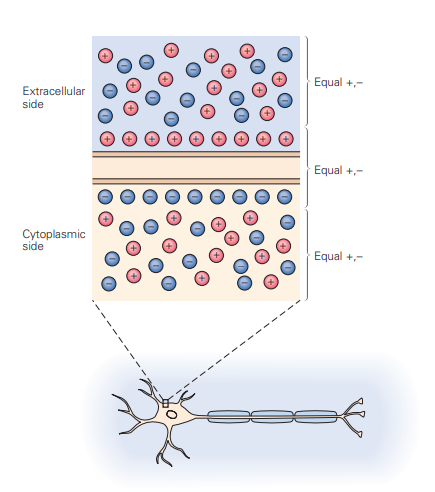 Equal +,–
Extracellular
side
Equal +,–
Cytoplasmic
side
Equal +,–